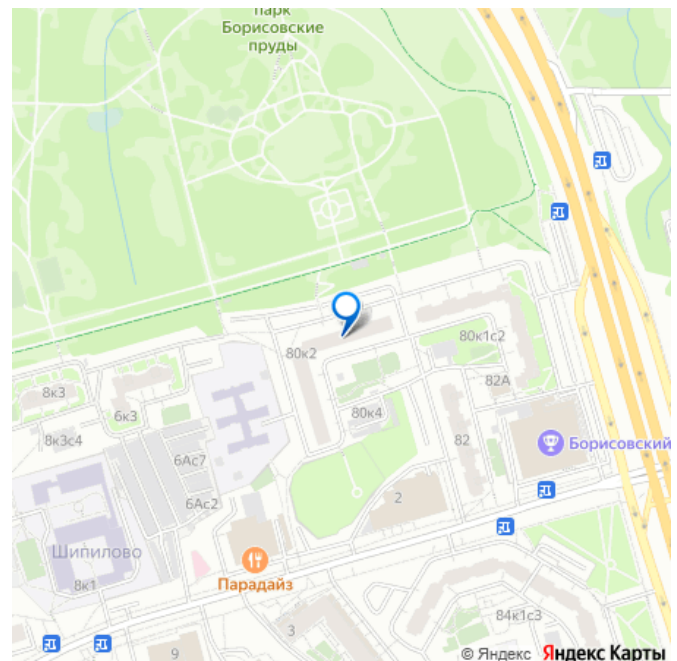 парк
Борисовские
пруды
80к2
80к1с2
8к3
6к3
82А
80к4
8к3с4
82
Борисовский
6Ас7
2
6Ас2
Шипилово
8к1
Парадайз
84к1с3
3
9
© Яндекс Яндекс Карты